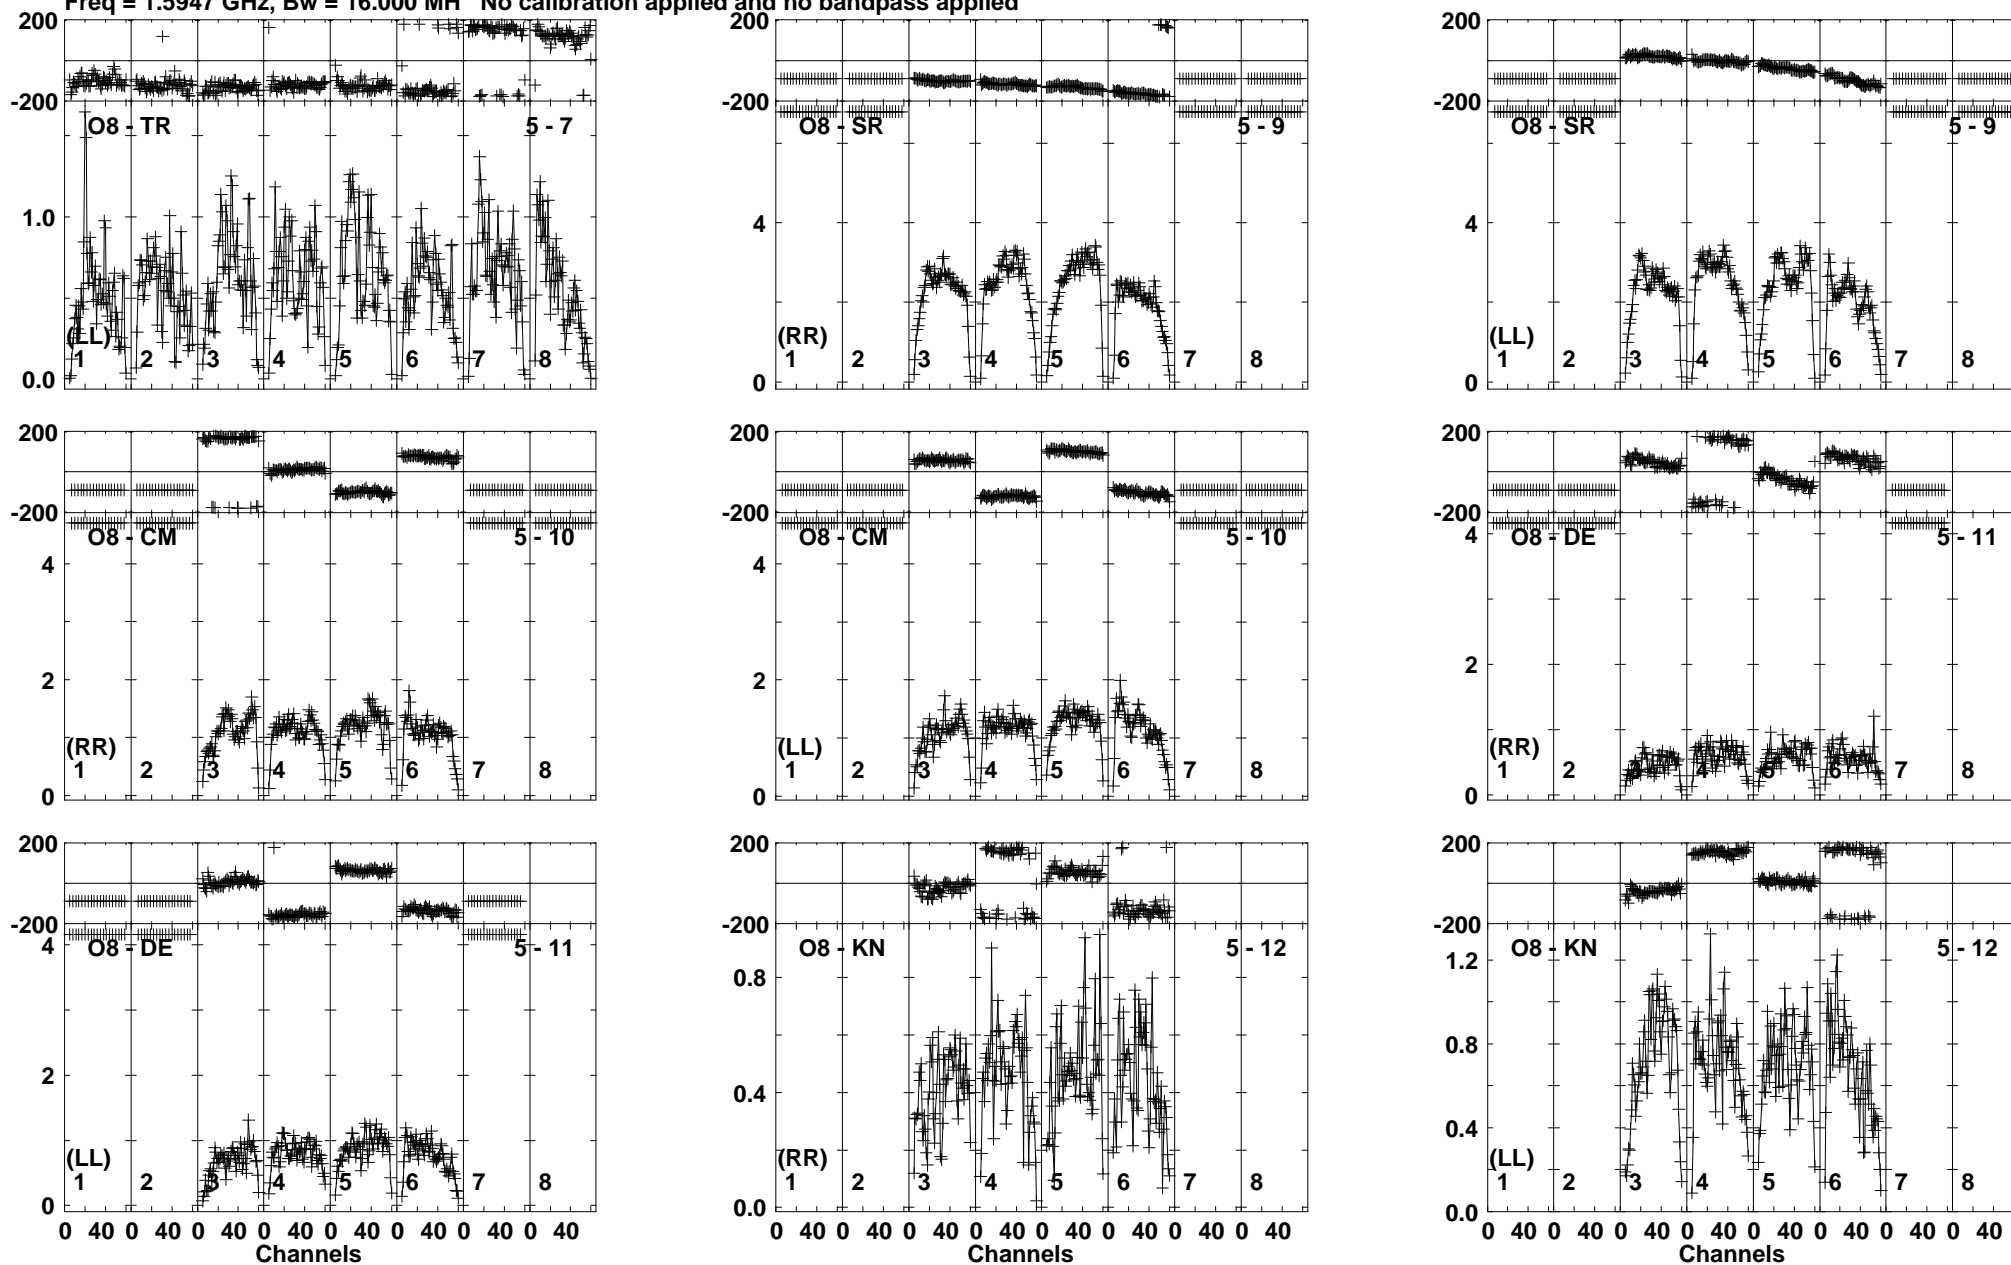 Freq = 1.5947 GHz, Bw = 16.000 MH No calibration applied and no bandpass applied
200
-200
O8 - TR 5 - 7
1.0
0.0
(LL)
1 2 3 4 5 6 7 8
200
-200
O8 - SR 5 - 9
4
0
(RR)
1 2 3 4 5 6 7 8
200
-200
O8 - SR 5 - 9
4
0
(LL)
1 2 3 4 5 6 7 8
200
-200
O8 - CM 5 - 10
4
2
0
(RR)
1 2 3 4 5 6 7 8
200
-200
O8 - CM 5 - 10
4
2
0
(LL)
1 2 3 4 5 6 7 8
200
-200
O8 - DE 5 - 11
4
2
0
(RR)
1 2 3 4 5 6 7 8
200
-200
O8 - DE 5 - 11
4
2
0
(LL)
1 2 3 4 5 6 7 8
0 40 0 40 0 40 0 40 0 40 0 40 0 40 0 40
Channels
200
-200
O8 - KN 5 - 12
0.8
0.4
0.0
(RR)
1 2 3 4 5 6 7 8
0 40 0 40 0 40 0 40 0 40 0 40 0 40 0 40
Channels
200
-200
O8 - KN 5 - 12
1.2
0.8
0.4
0.0
(LL)
1 2 3 4 5 6 7 8
0 40 0 40 0 40 0 40 0 40 0 40 0 40 0 40
Channels